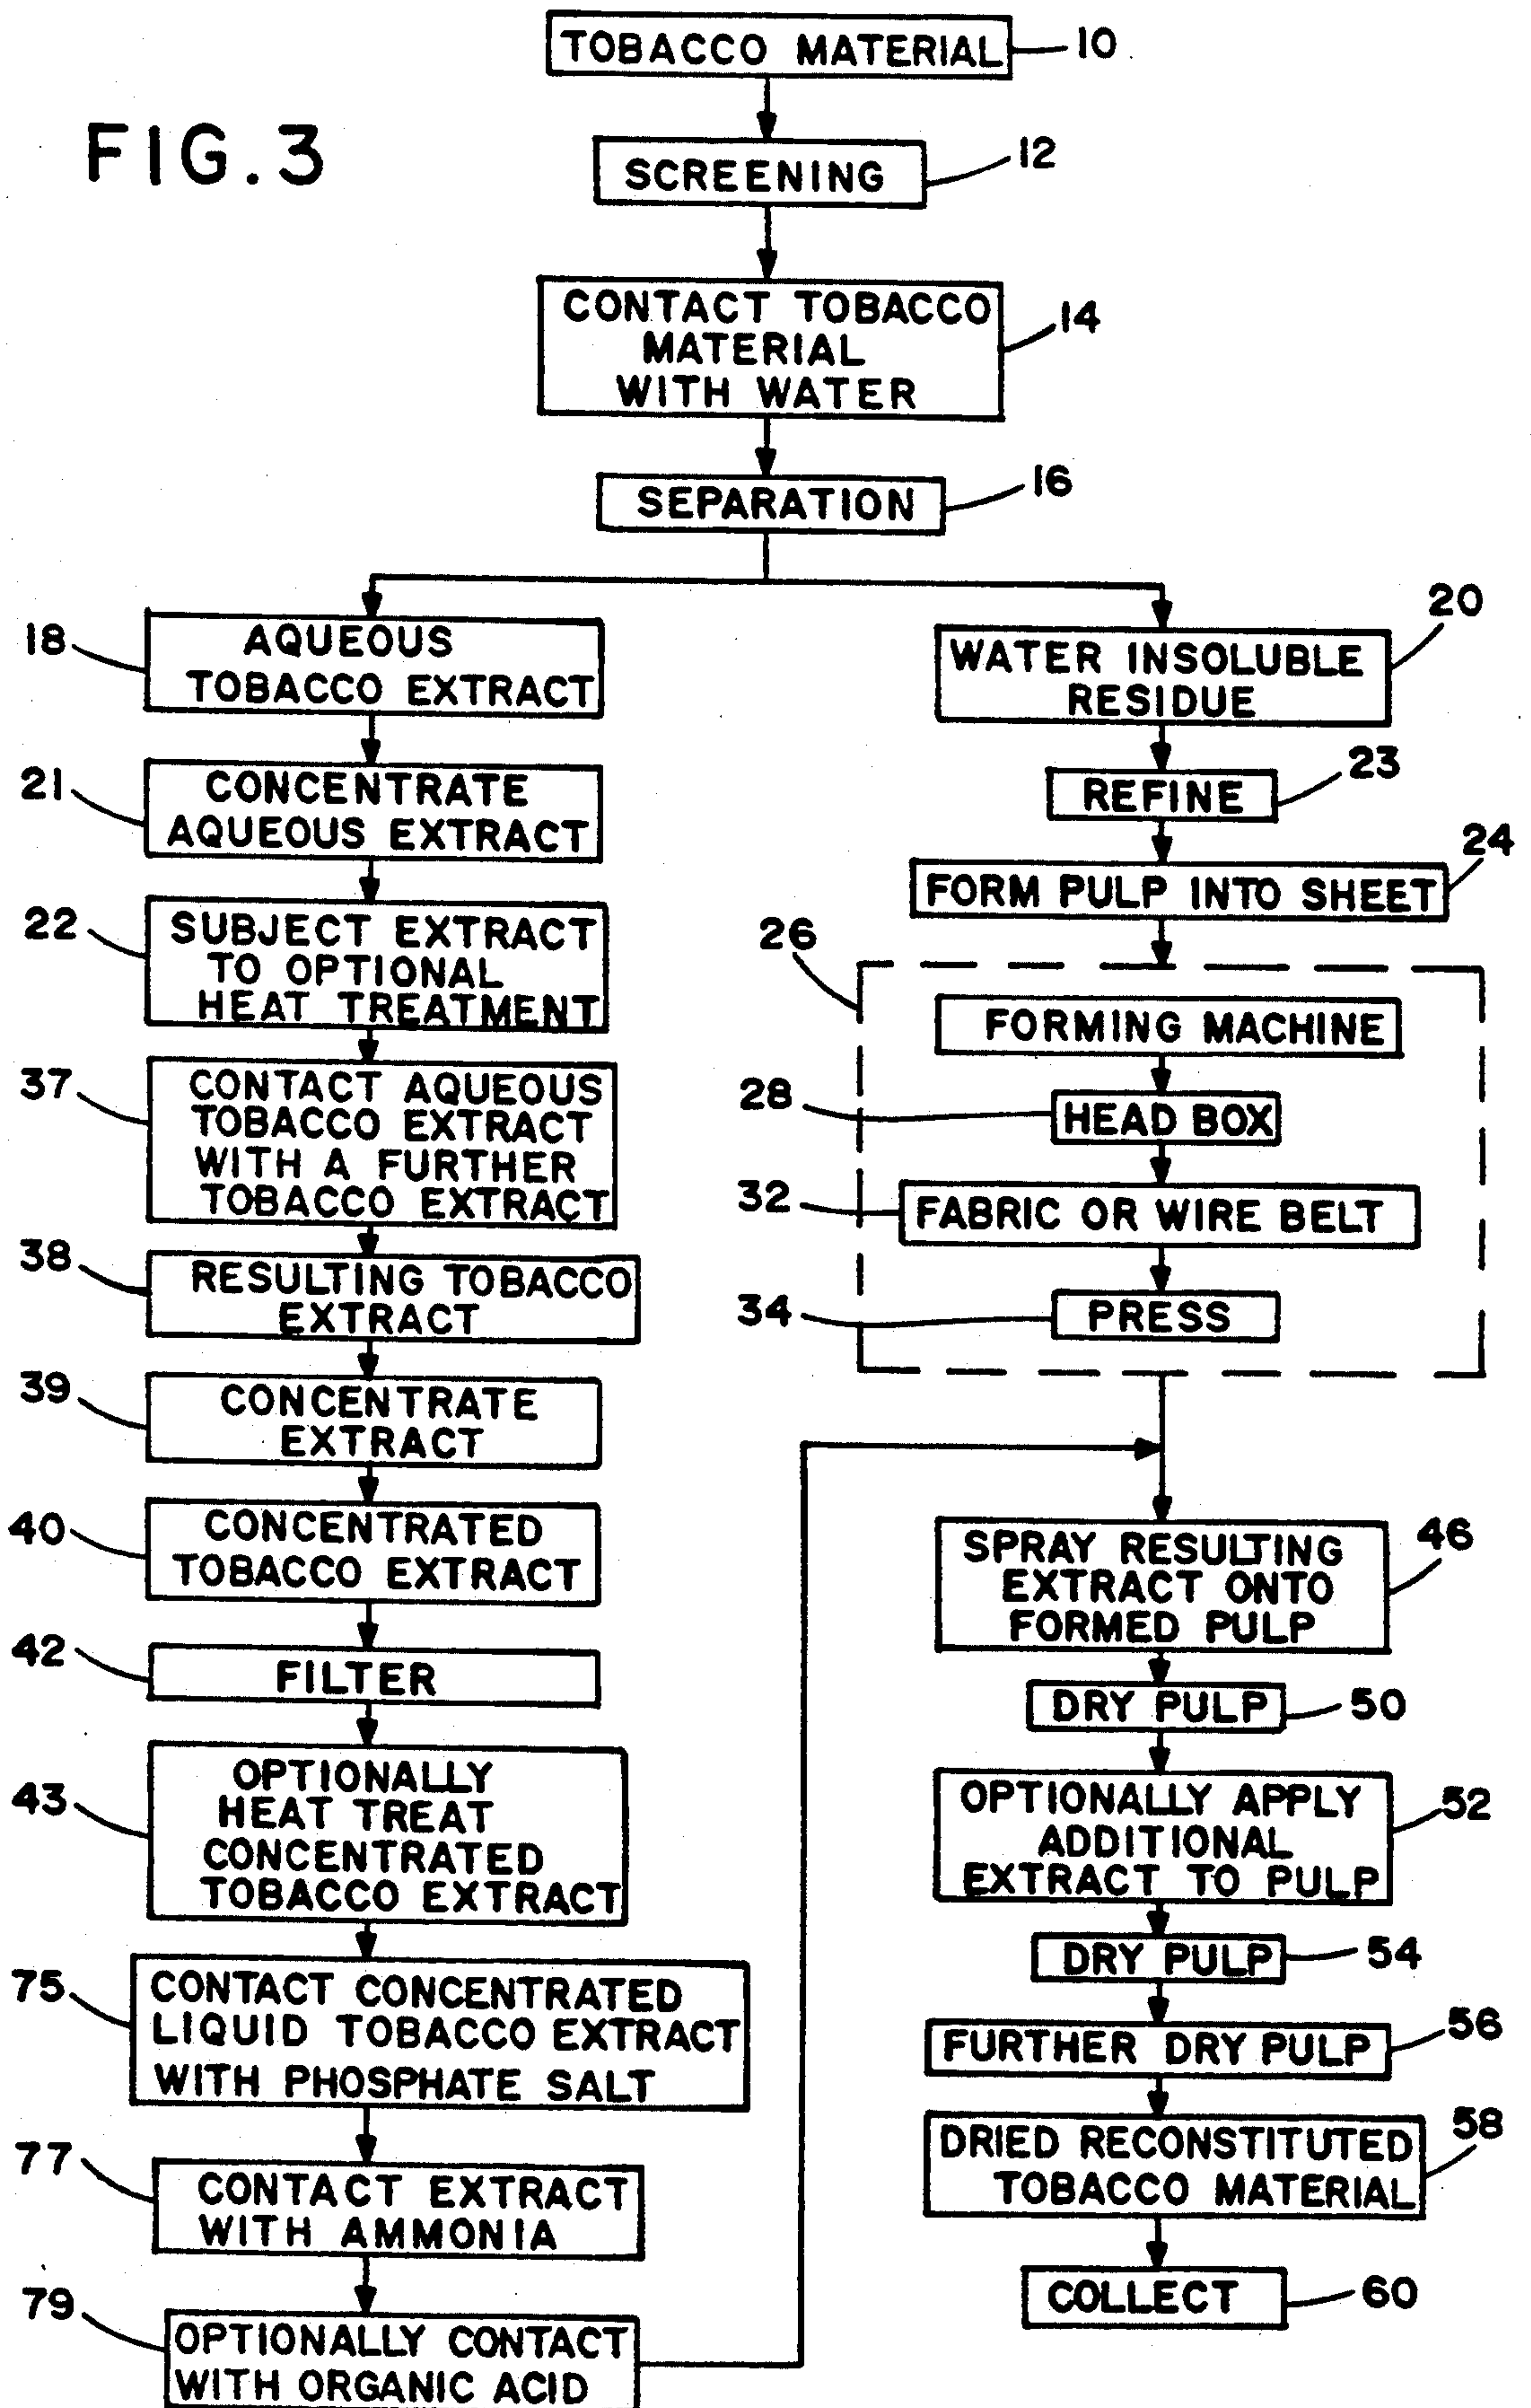 FIG. 3
TOBACCO MATERIAL
10
SCREENING
12
CONTACT TOBACCO
MATERIAL
WITH WATER
14
SEPARATION
16
18
AQUEOUS
TOBACCO EXTRACT
21
CONCENTRATE
AQUEOUS EXTRACT
22
SUBJECT EXTRACT
TO OPTIONAL
HEAT TREATMENT
37
CONTACT AQUEOUS
TOBACCO EXTRACT
WITH A FURTHER
TOBACCO EXTRACT
38
RESULTING TOBACCO
EXTRACT
39
CONCENTRATE
EXTRACT
40
CONCENTRATED
TOBACCO EXTRACT
42
FILTER
43
OPTIONALLY
HEAT TREAT
CONCENTRATED
TOBACCO EXTRACT
75
CONTACT CONCENTRATED
LIQUID TOBACCO EXTRACT
WITH PHOSPHATE SALT
77
CONTACT EXTRACT
WITH AMMONIA
79
OPTIONALLY CONTACT
WITH ORGANIC ACID
20
WATER INSOLUBLE
RESIDUE
23
REFINE
24
FORM PULP INTO SHEET
26
FORMING MACHINE
28
HEAD BOX
32
FABRIC OR WIRE BELT
34
PRESS
46
SPRAY RESULTING
EXTRACT ONTO
FORMED PULP
DRY PULP
50
OPTIONALLY APPLY
ADDITIONAL
EXTRACT TO PULP
52
DRY PULP
54
FURTHER DRY PULP
56
DRIED RECONSTITUTED
TOBACCO MATERIAL
58
COLLECT
60